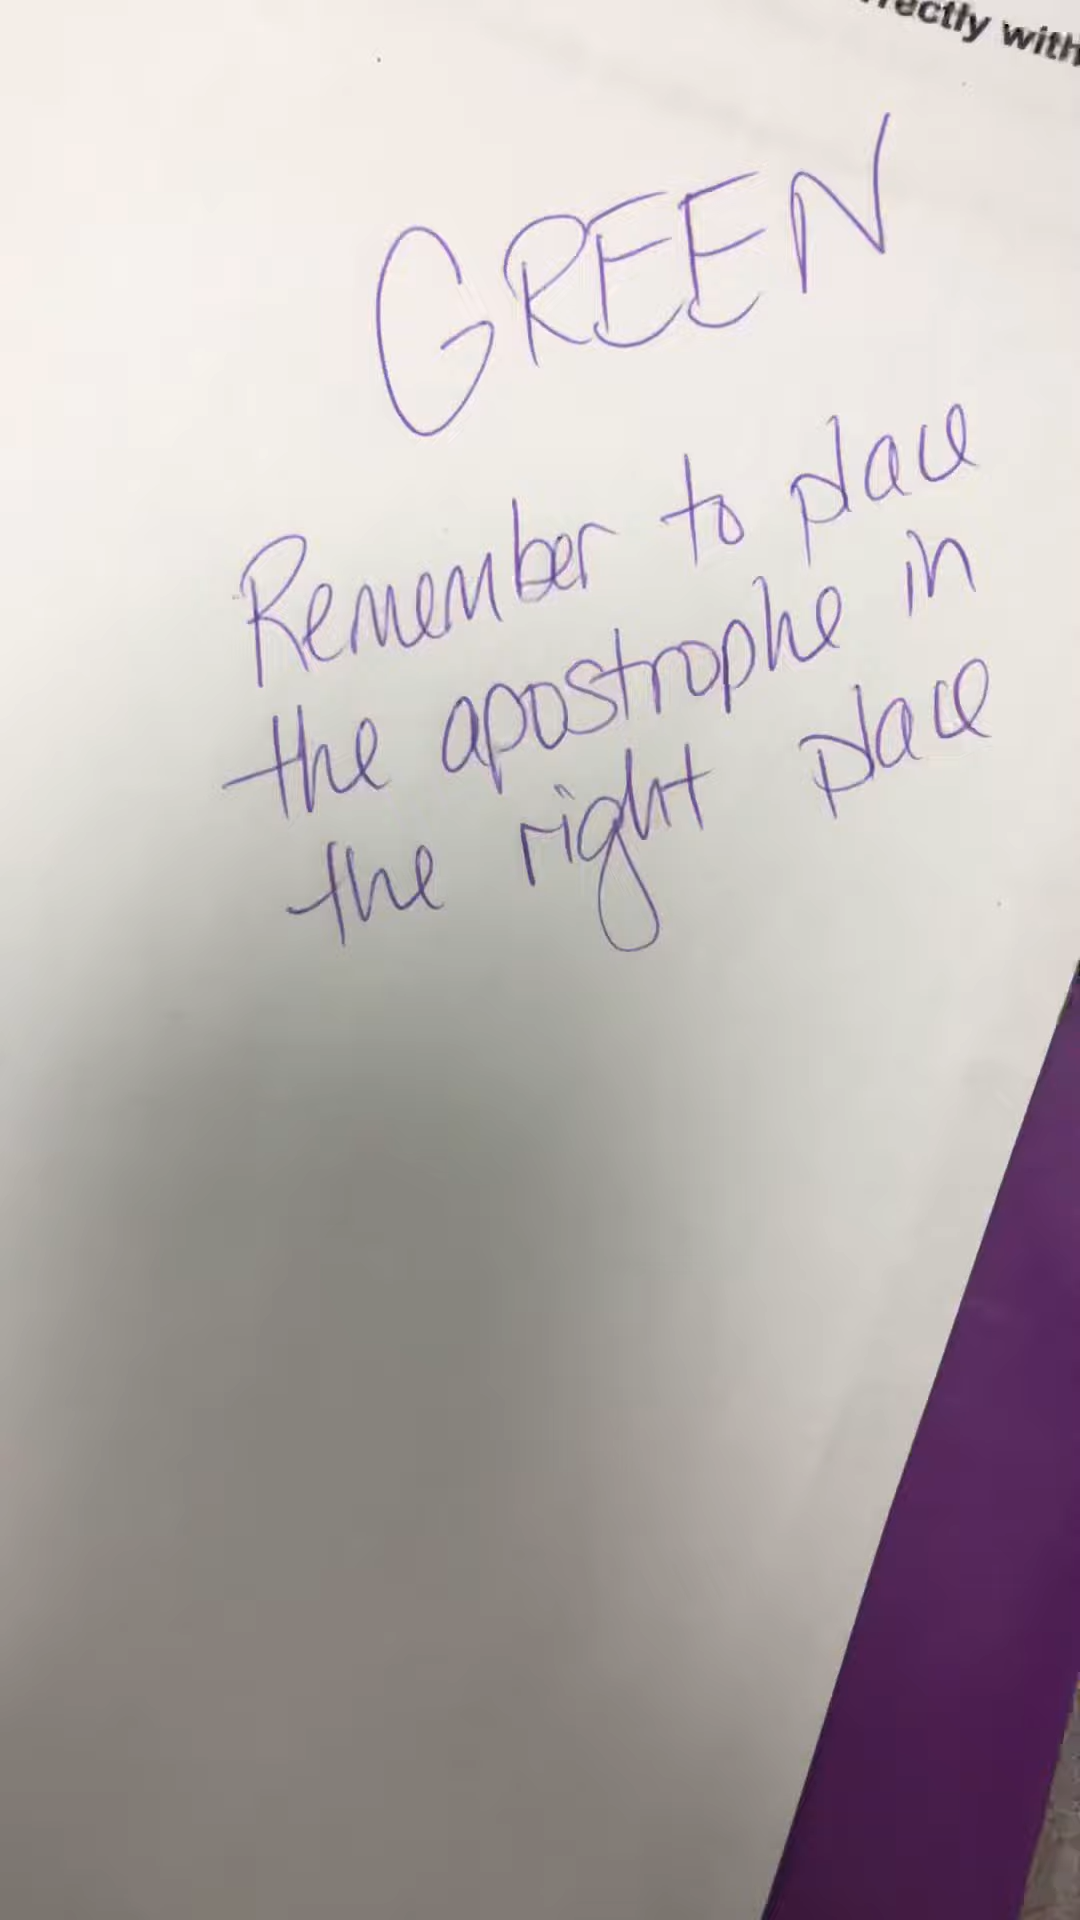 rectly with
GREEN
Remember to place
the apostrophe in
the right place